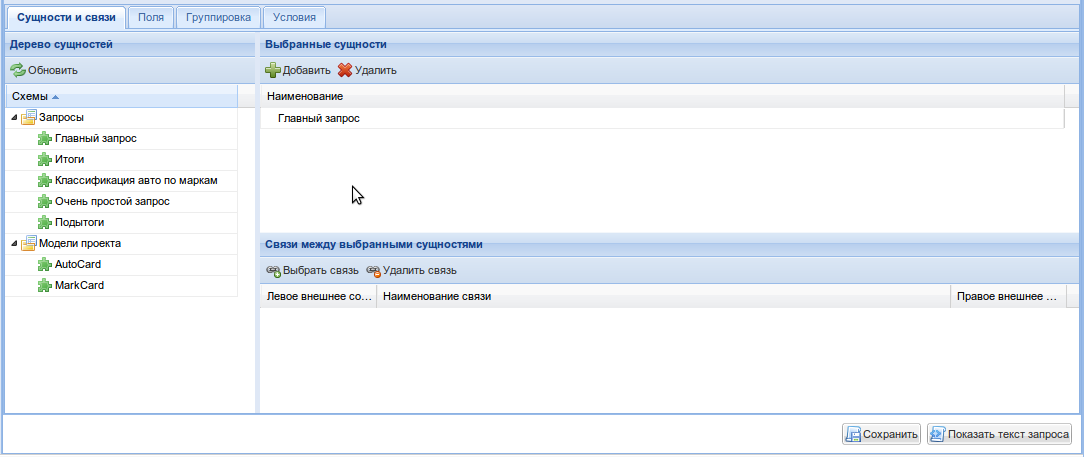 Сущности и связи
Поля
Группировка
Условия
Дерево сущностей
Обновить
Схемы
Запросы
Главный запрос
Итоги
Классификация авто по маркам
Очень простой запрос
Подытоги
Модели проекта
AutoCard
MarkCard
Выбранные сущности
Добавить
Удалить
Наименование
Главный запрос
Связи между выбранными сущностями
Выбрать связь
Удалить связь
Левое внешнее со...
Наименование связи
Правое внешнее ...
Сохранить
Показать текст запроса